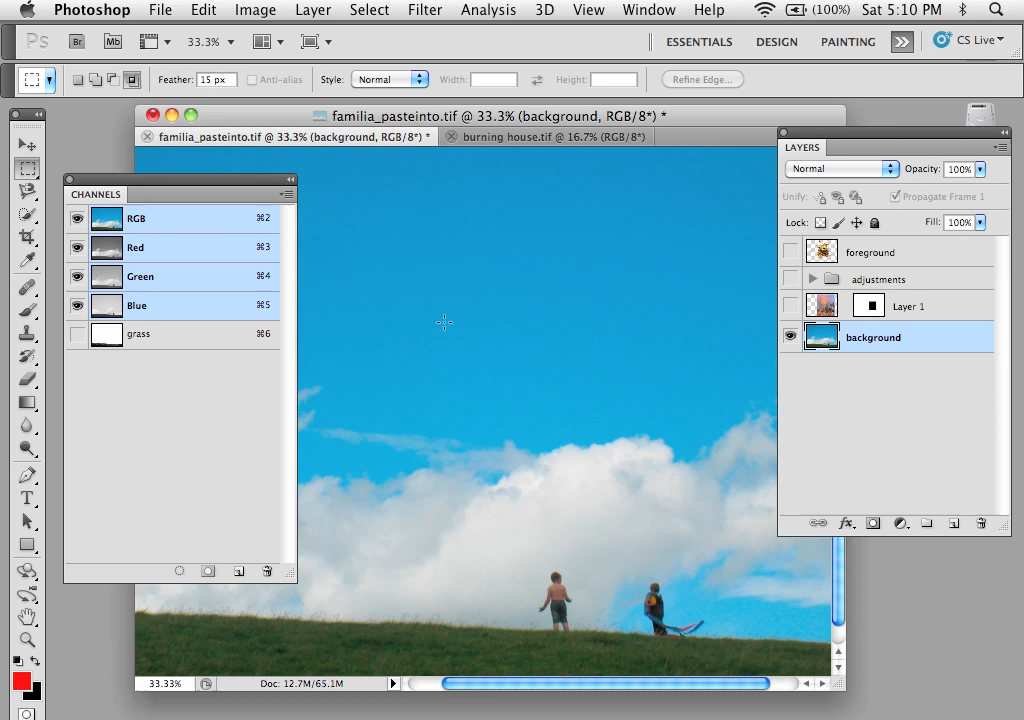 Photoshop File Edit Image Layer Select Filter Analysis 3D View Window Help (100%) Sat 5:10 PM
Ps Br Mb 33.3% ESSENTIALS DESIGN PAINTING CS Live
Feather: 15 px Anti-alias Style: Normal Width: Height: Refine Edge...
familia_pasteinto.tif @ 33.3% (background, RGB/8*) *
familia_pasteinto.tif @ 33.3% (background, RGB/8*) * burning house.tif @ 16.7% (RGB/8*)
CHANNELS
RGB ⌘2
Red ⌘3
Green ⌘4
Blue ⌘5
grass ⌘6
LAYERS
Normal Opacity: 100%
Unify: Propagate Frame 1
Lock: Fill: 100%
foreground
adjustments
Layer 1
background
fx
T
33.33% Doc: 12.7M/65.1M